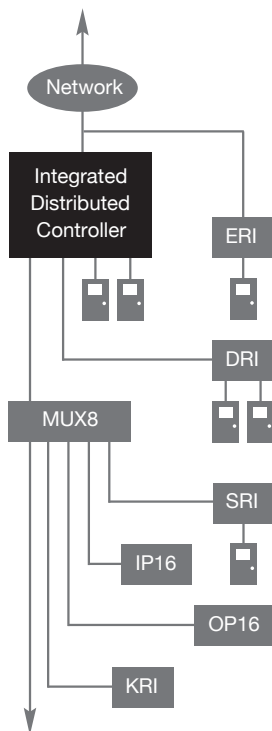 Network
Integrated
Distributed
Controller
ERI
DRI
MUX8
SRI
IP16
OP16
KRI